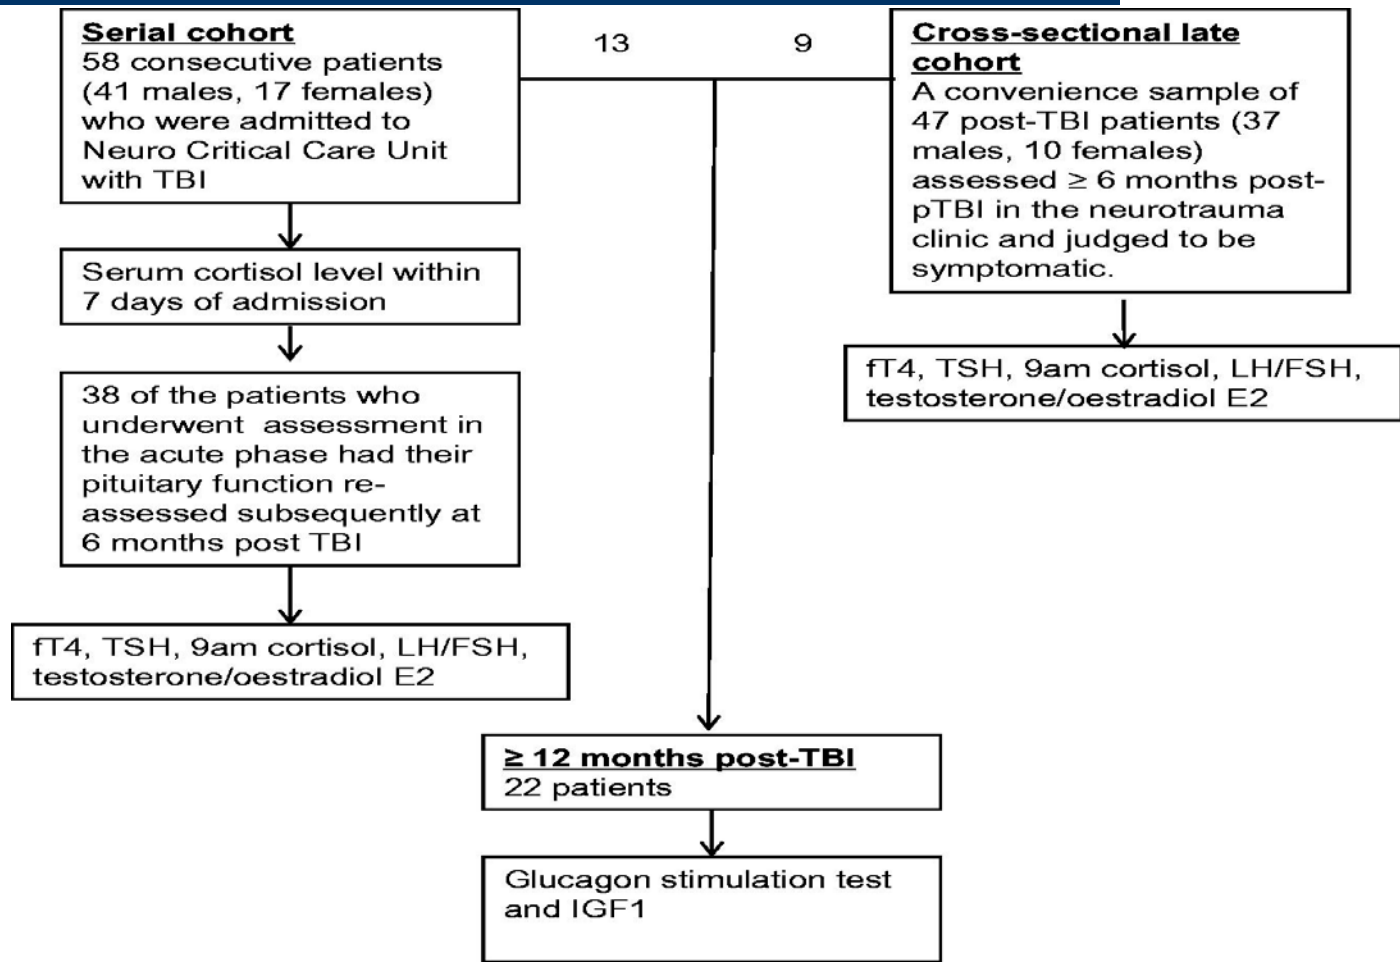 Serial cohort
58 consecutive patients
(41 males, 17 females)
who were admitted to
Neuro Critical Care Unit
with TBI
13
9
Cross-sectional late
cohort
A convenience sample of
47 post-TBI patients (37
males, 10 females)
assessed ≥ 6 months post-
pTBI in the neurotrauma
clinic and judged to be
symptomatic.
Serum cortisol level within
7 days of admission
fT4, TSH, 9am cortisol, LH/FSH,
testosterone/oestradiol E2
38 of the patients who
underwent assessment in
the acute phase had their
pituitary function re-
assessed subsequently at
6 months post TBI
fT4, TSH, 9am cortisol, LH/FSH,
testosterone/oestradiol E2
≥ 12 months post-TBI
22 patients
Glucagon stimulation test
and IGF1